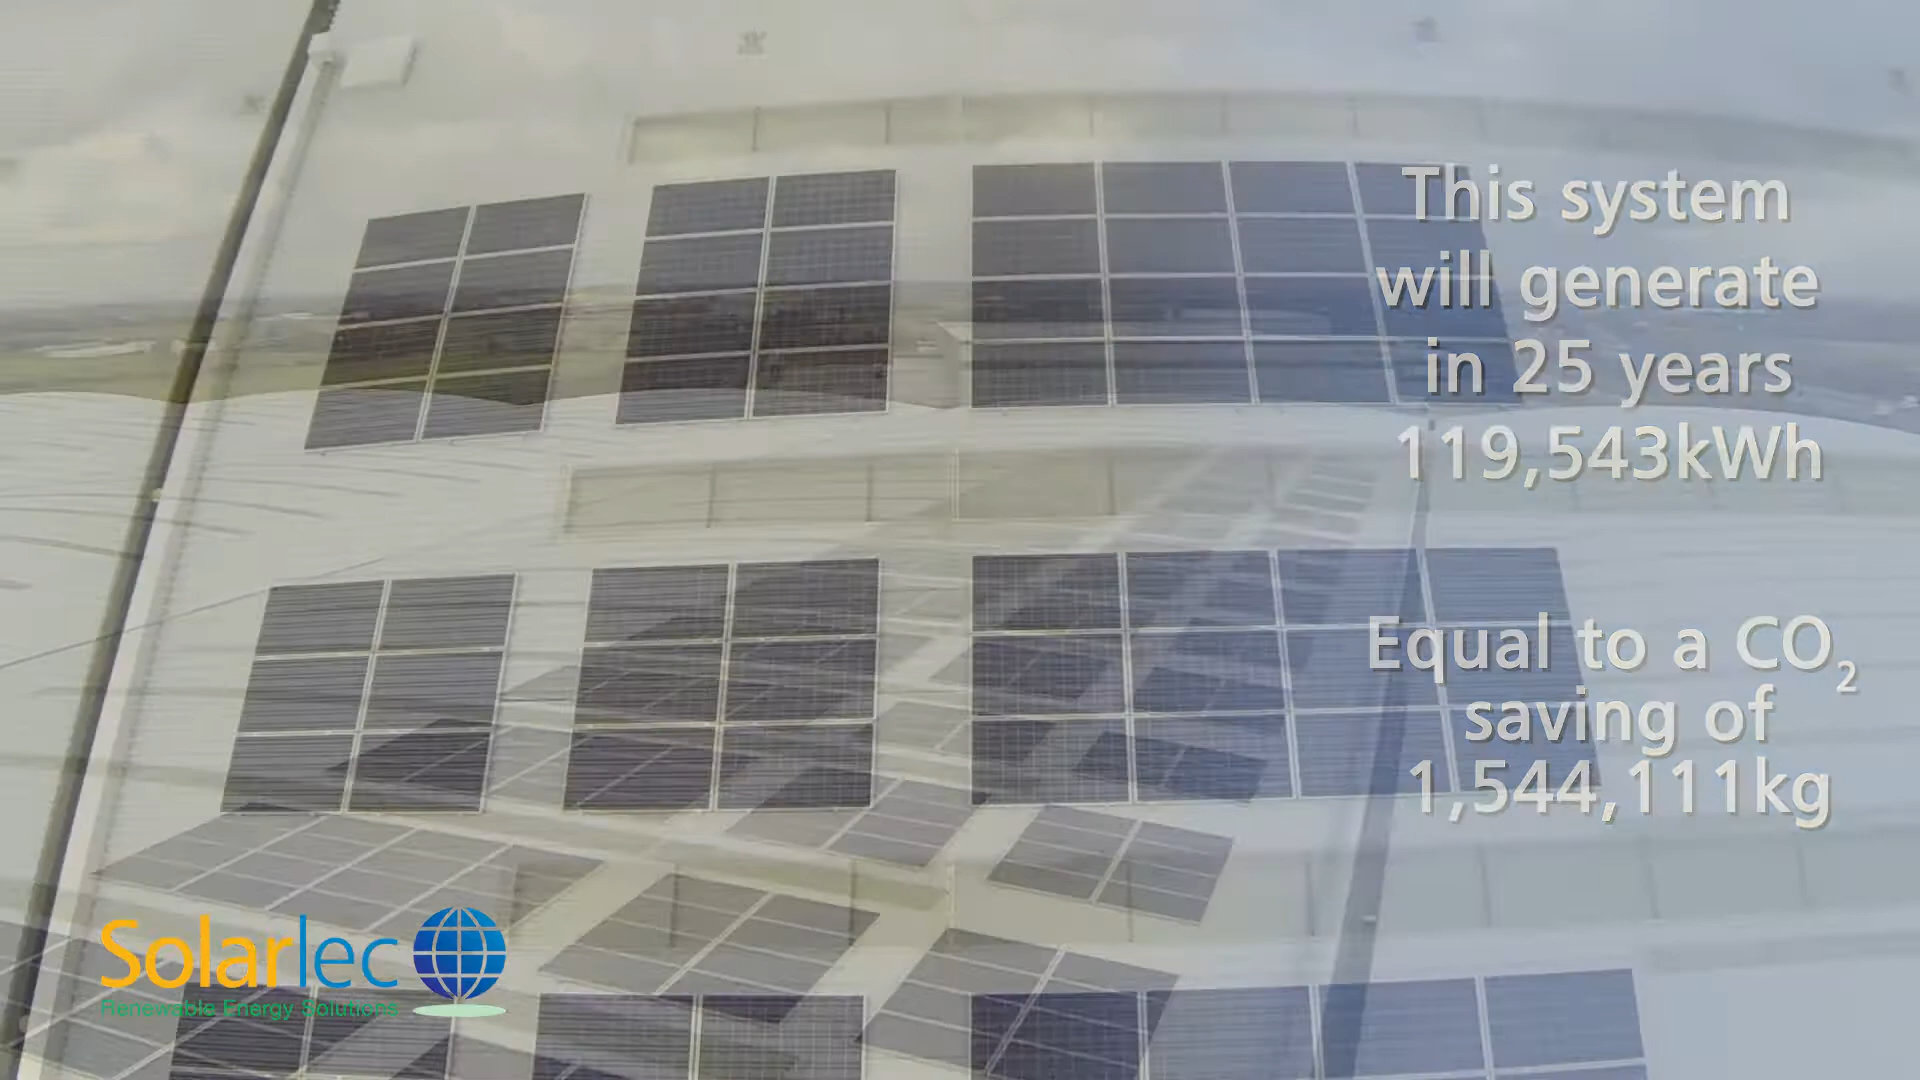 This system
will generate
in 25 years
119,543kWh
Equal to a CO₂
saving of
1,544,111kg
Solarlec
Renewable Energy Solutions